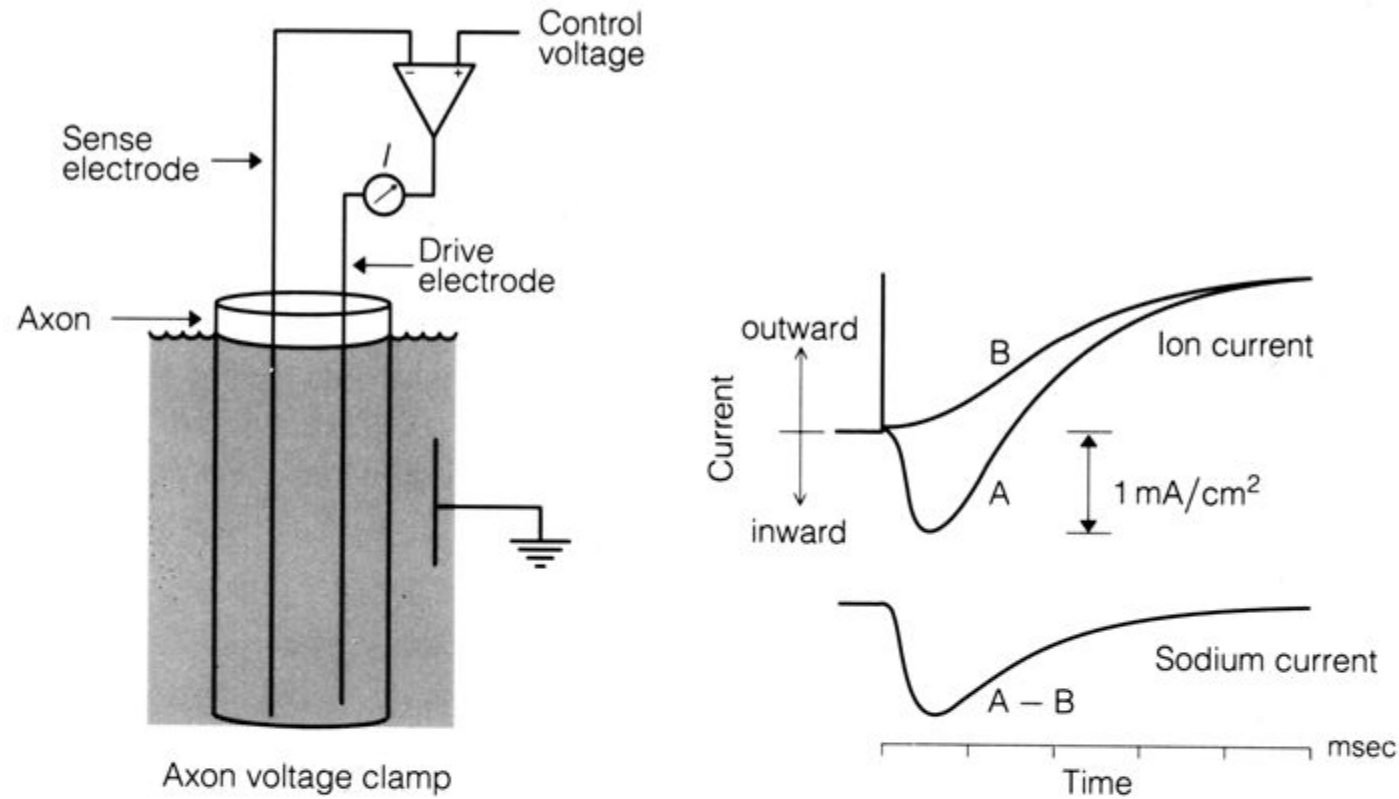 Control
voltage
−
+
Sense
electrode
I
Drive
electrode
Axon
Axon voltage clamp
outward
Current
inward
B
Ion current
A
1 mA/cm²
Sodium current
A − B
msec
Time